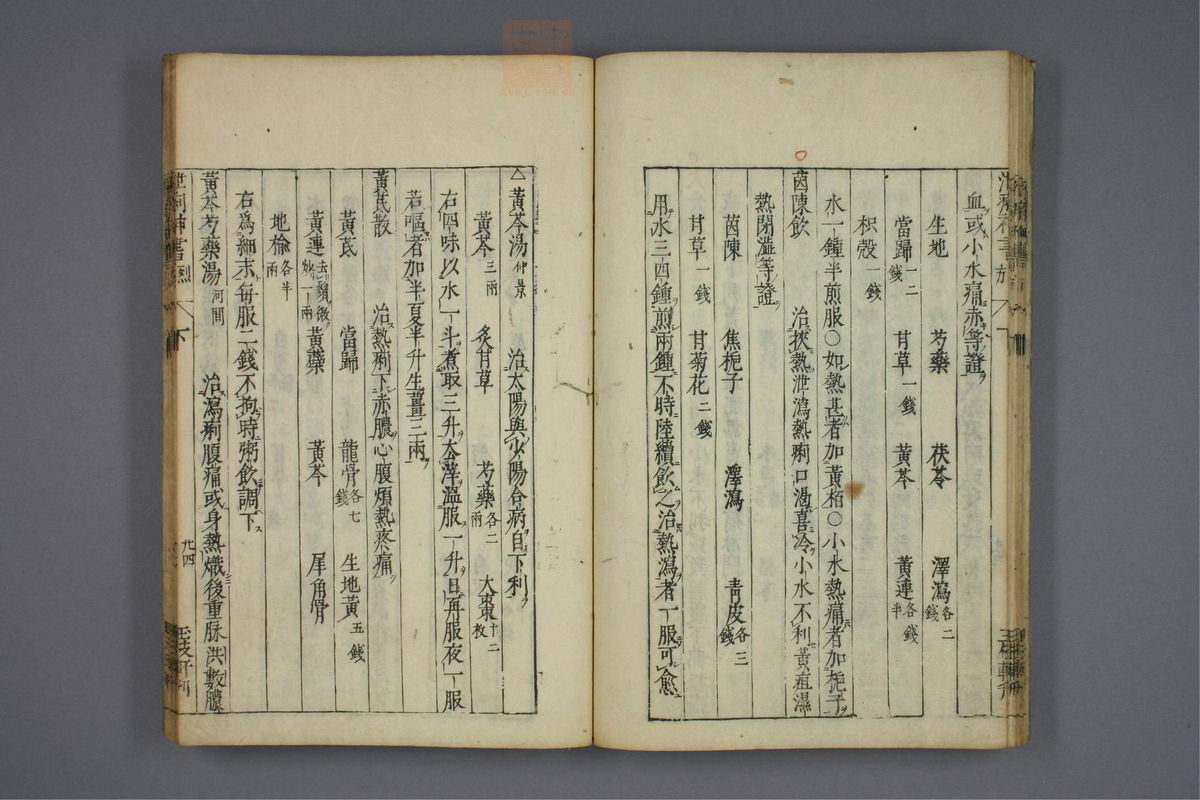 血或小水痛赤等證
生地 芍藥 茯苓 澤瀉各二錢
當歸一二錢 甘草一錢 黃芩 黃連各錢半
枳殼一錢
水一鍾半煎服○如熱甚者加黃栢○小水熱痛者加梔子
茵陳飲 治挾熱泄瀉熱痢口渴喜冷小水不利黃疸濕
熱閉澁等證
茵陳 焦梔子 澤瀉 靑皮各三錢
甘草一錢 甘菊花二錢
用水三四鍾煎兩鍾不時陸續飲之治熱瀉者一服可愈
△黃芩湯仲景 治太陽與少陽合病自下利
黃芩三兩 炙甘草 芍藥各二兩 大棗十二枚
右四味以水一斗煮取三升去滓溫服一升日再服夜一服
若嘔者加半夏半升生薑三兩
黃芪散 治熱痢下赤膿心腹煩熱疼痛
黃芪 當歸 龍骨各七錢 生地黃五錢
黃連去鬚微炒一兩 黃蘗 黃芩 犀角屑
地楡各半兩
右爲細末每服二錢不拘時粥飲調下
黃芩芍藥湯河間 治瀉痢腹痛或身熱熾後重脉洪數膿
下